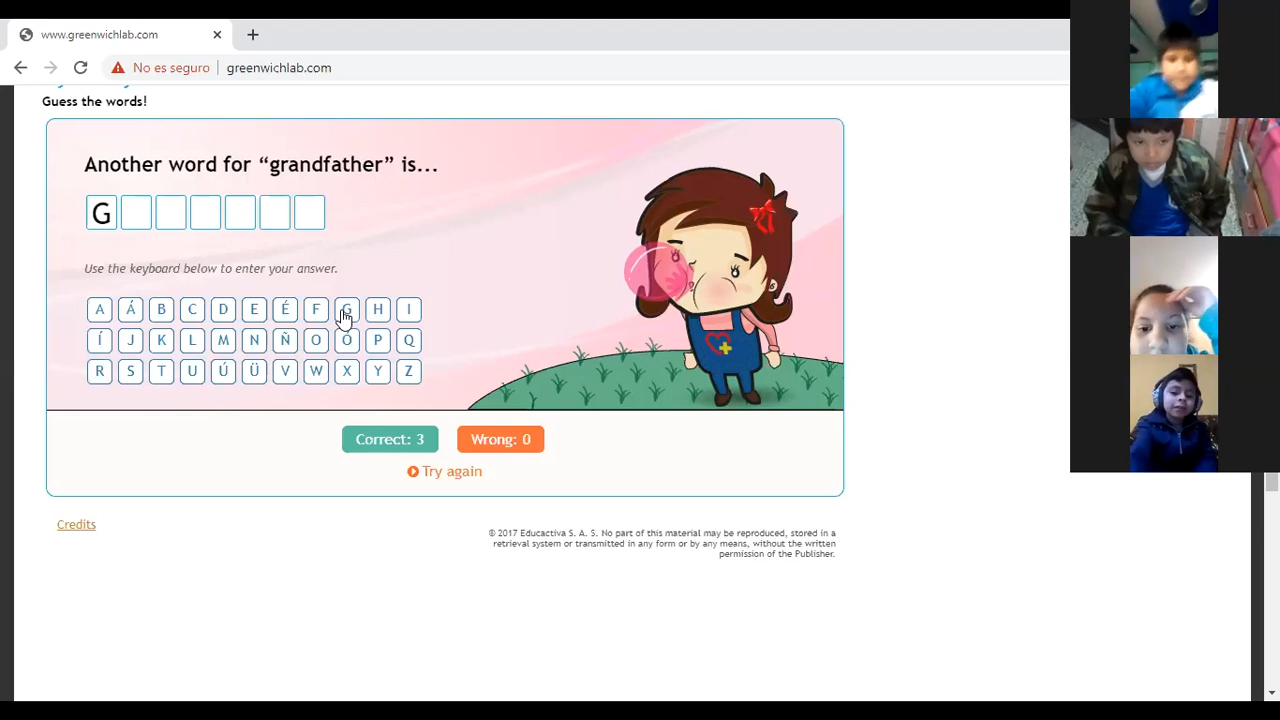 www.greenwichlab.com
No es seguro greenwichlab.com
Guess the words!
Another word for “grandfather” is...
G
Use the keyboard below to enter your answer.
A Á B C D E É F G H I
Í J K L M N Ñ O Ó P Q
R S T U Ú Ü V W X Y Z
Correct: 3 Wrong: 0
Try again
Credits
© 2017 Educactiva S. A. S. No part of this material may be reproduced, stored in a
retrieval system or transmitted in any form or by any means, without the written
permission of the Publisher.